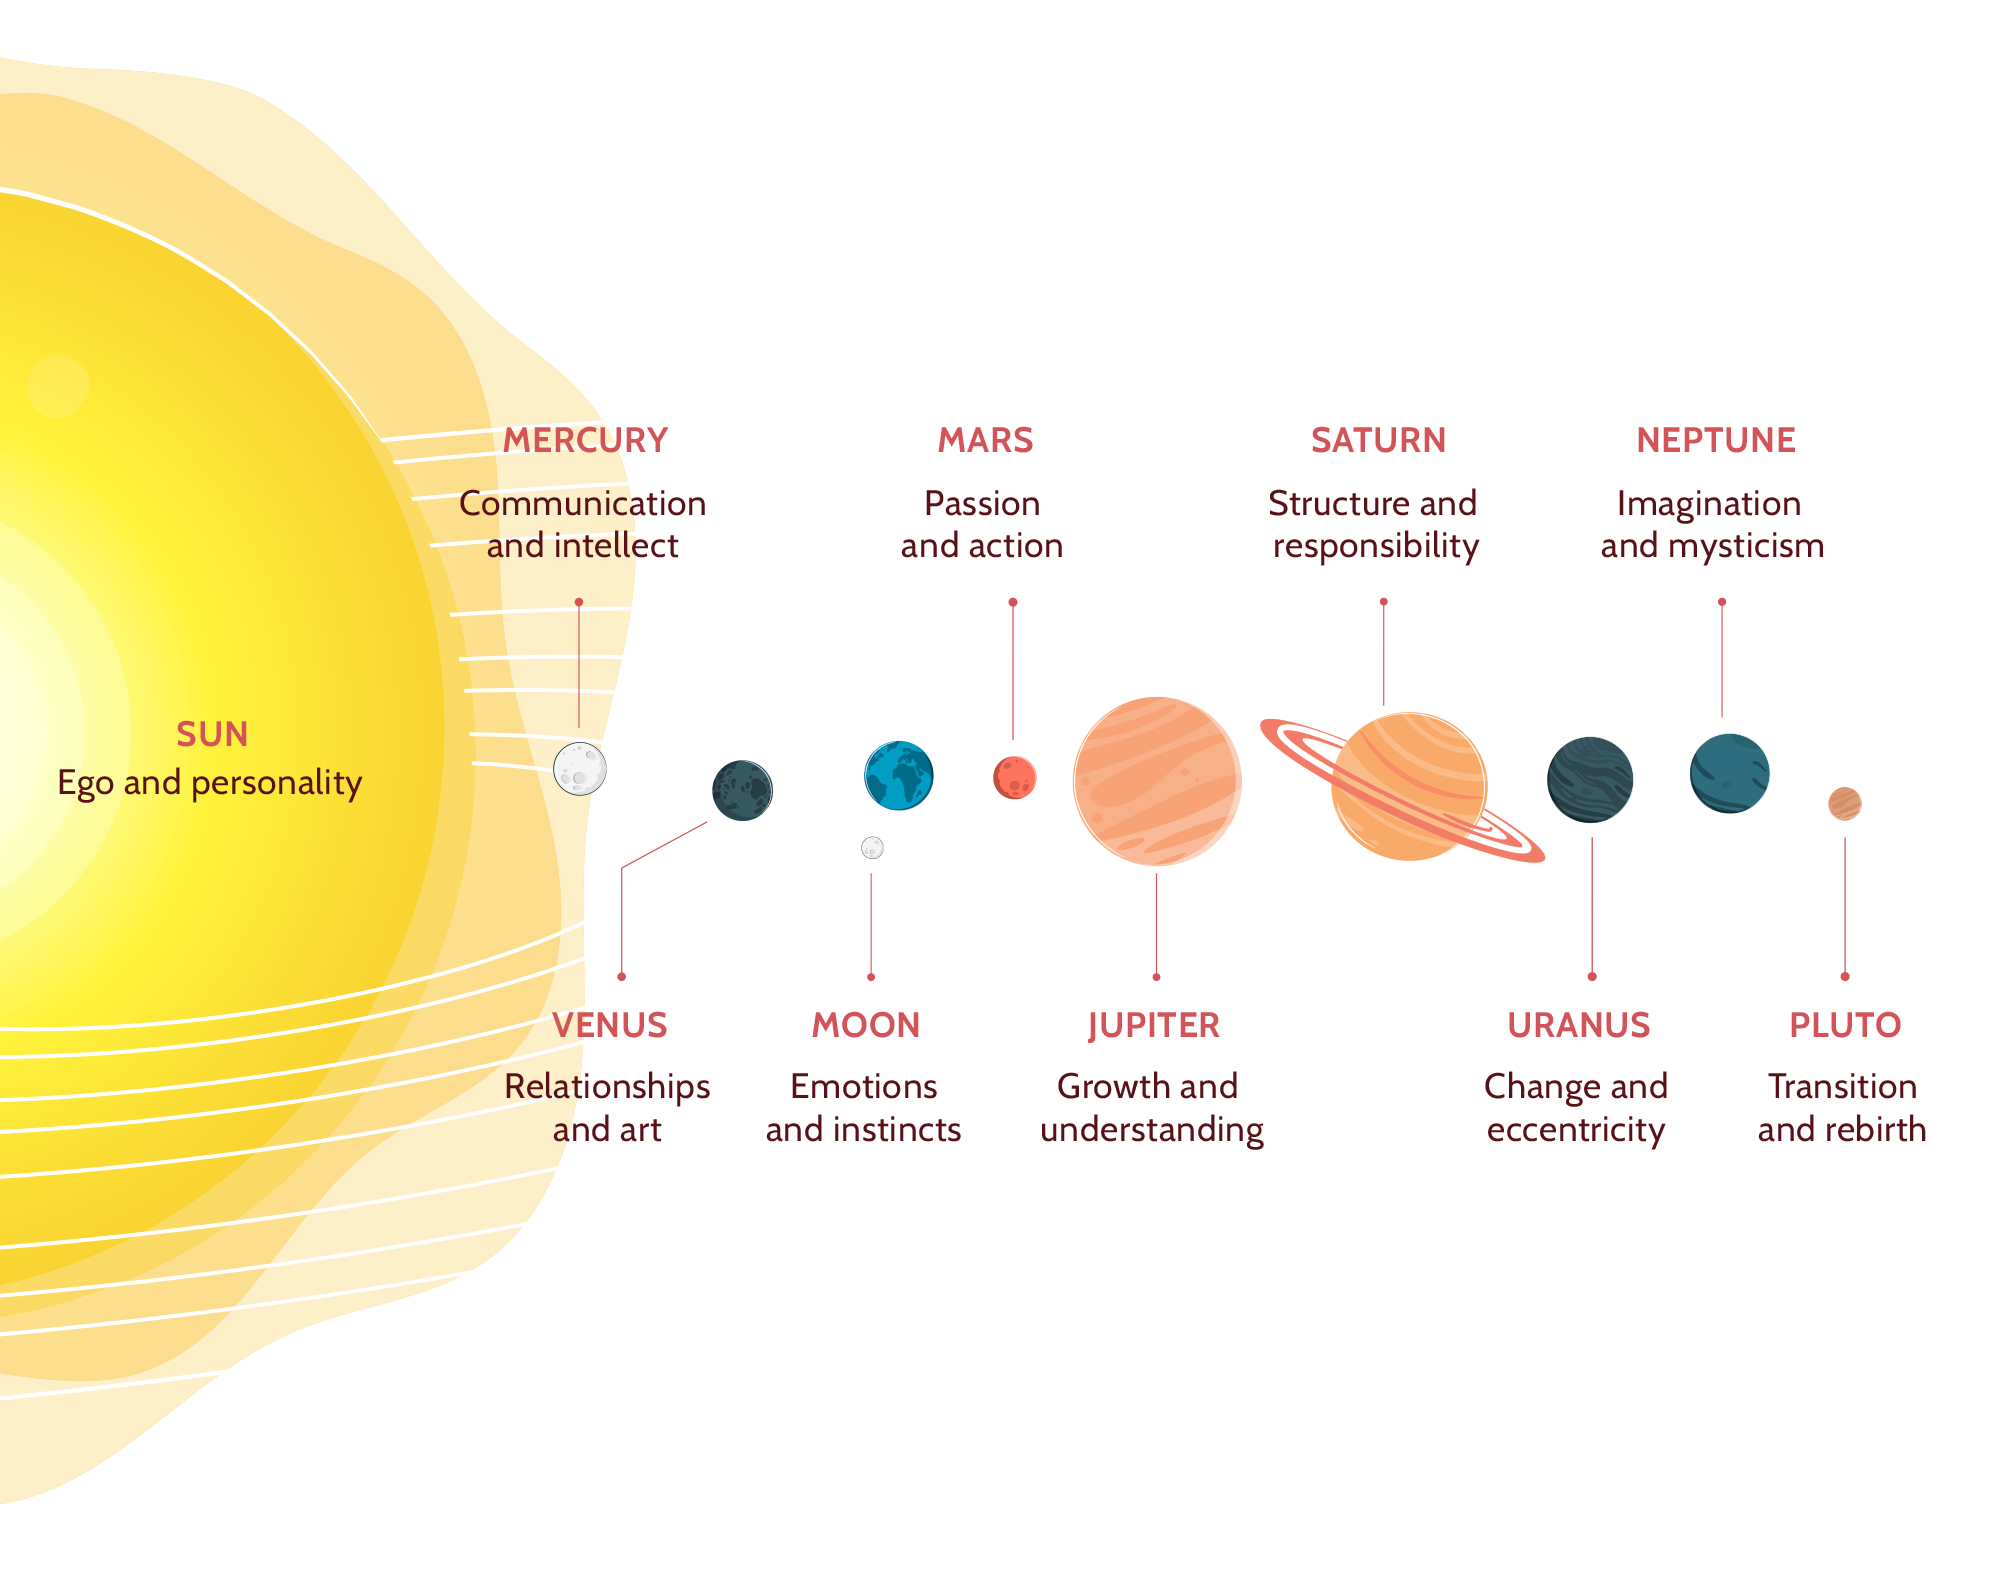 MERCURY
Communication
and intellect
MARS
Passion
and action
SATURN
Structure and
responsibility
NEPTUNE
Imagination
and mysticism
SUN
Ego and personality
VENUS
Relationships
and art
MOON
Emotions
and instincts
JUPITER
Growth and
understanding
URANUS
Change and
eccentricity
PLUTO
Transition
and rebirth